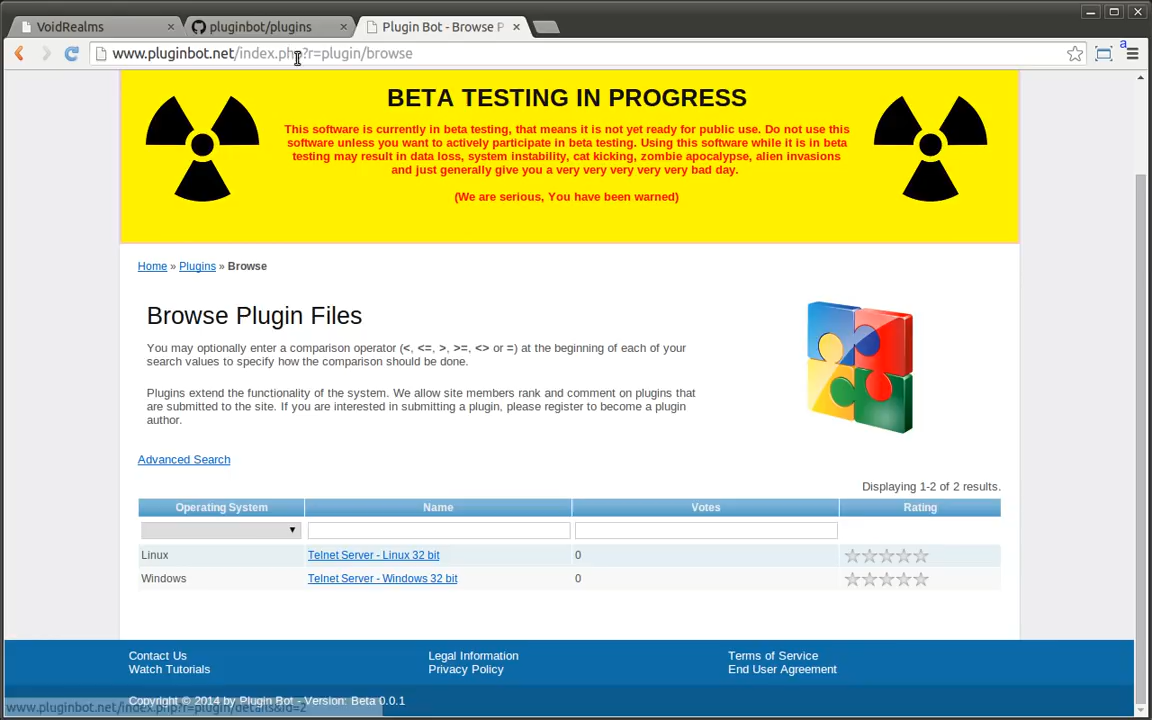 VoidRealms
pluginbot/plugins
Plugin Bot - Browse P
www.pluginbot.net/index.php?r=plugin/browse
a
BETA TESTING IN PROGRESS
This software is currently in beta testing, that means it is not yet ready for public use. Do not use this
software unless you want to actively participate in beta testing. Using this software while it is in beta
testing may result in data loss, system instability, cat kicking, zombie apocalypse, alien invasions
and just generally give you a very very very very very bad day.
(We are serious, You have been warned)
Home » Plugins » Browse
Browse Plugin Files
You may optionally enter a comparison operator (<, <=, >, >=, <> or =) at the beginning of each of your
search values to specify how the comparison should be done.
Plugins extend the functionality of the system. We allow site members rank and comment on plugins that
are submitted to the site. If you are interested in submitting a plugin, please register to become a plugin
author.
Advanced Search
Displaying 1-2 of 2 results.
Operating System Name Votes Rating
Linux Telnet Server - Linux 32 bit 0
Windows Telnet Server - Windows 32 bit 0
Contact Us Legal Information Terms of Service
Watch Tutorials Privacy Policy End User Agreement
Copyright © 2014 by Plugin Bot - Version: Beta 0.0.1
www.pluginbot.net/index.php?r=plugin/details&id=2